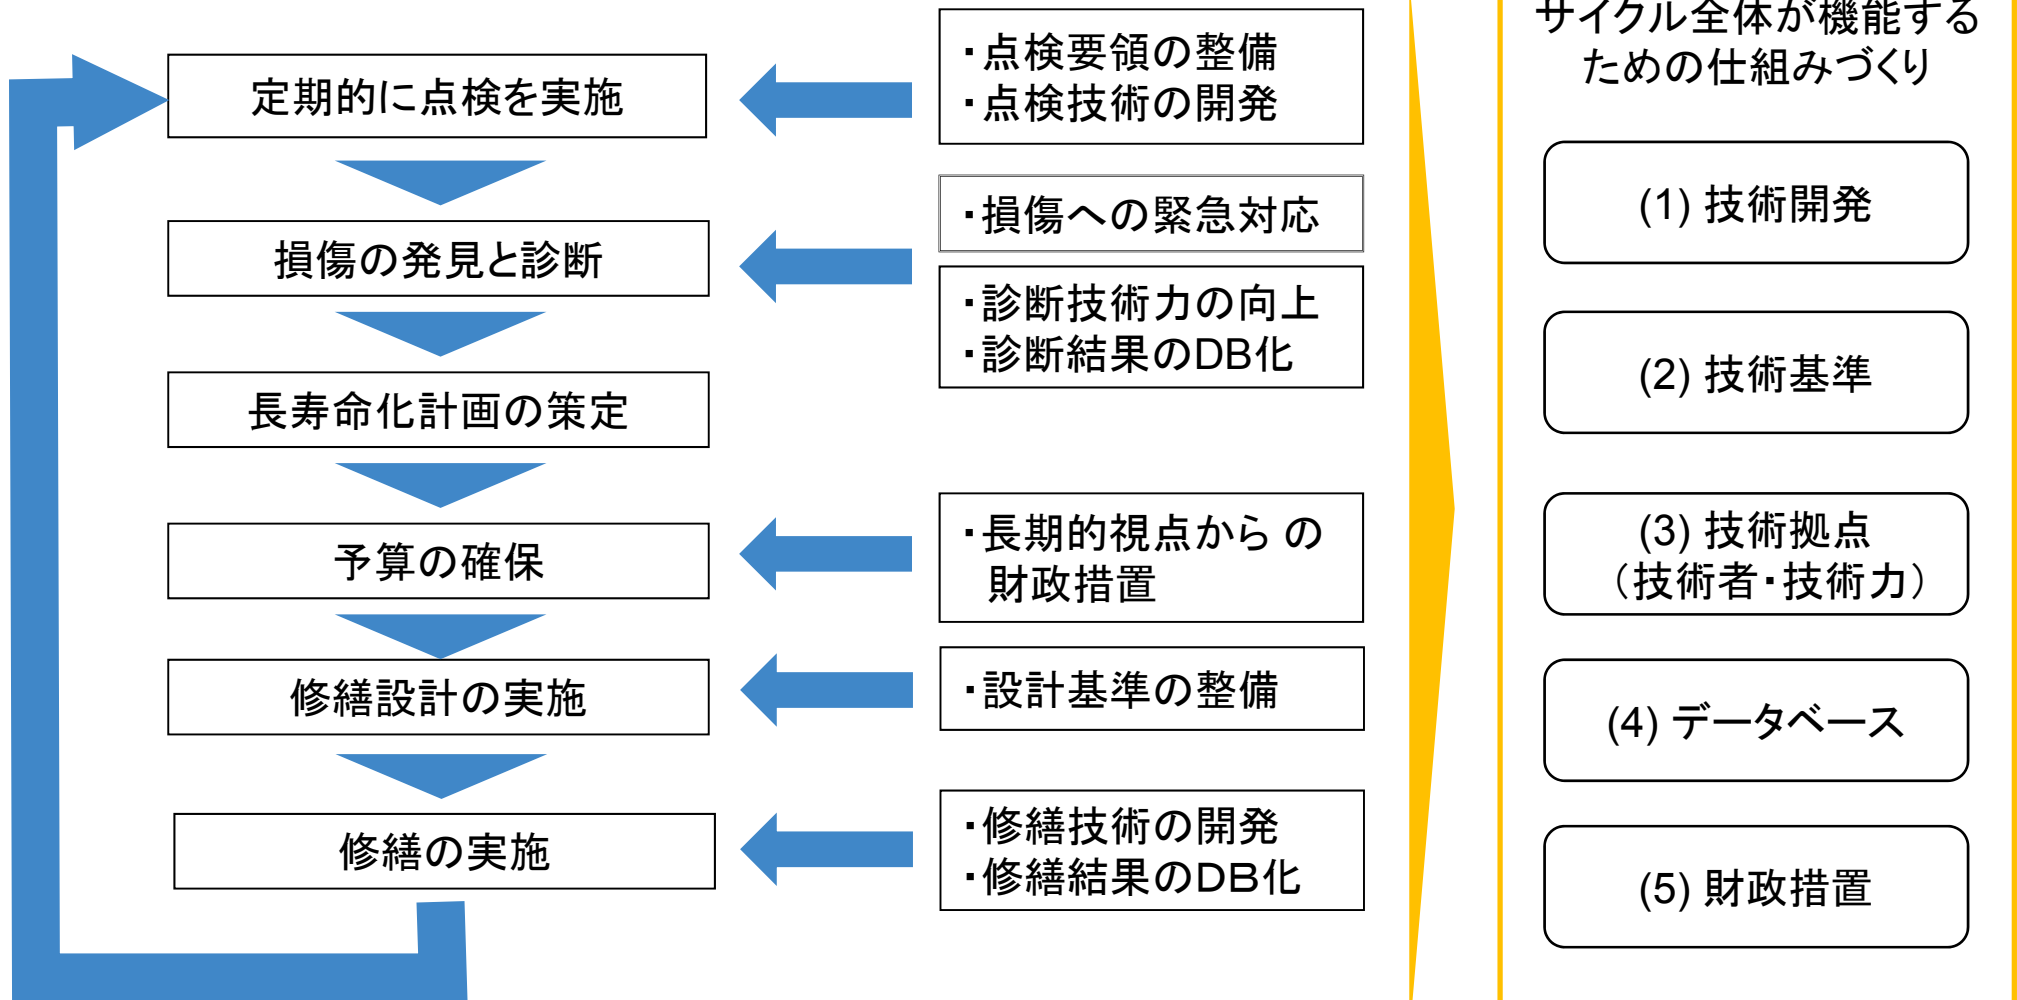 定期的に点検を実施
損傷の発見と診断
長寿命化計画の策定
予算の確保
修繕設計の実施
修繕の実施
・点検要領の整備
・点検技術の開発
・損傷への緊急対応
・診断技術力の向上
・診断結果のDB化
・長期的視点から の
財政措置
・設計基準の整備
・修繕技術の開発
・修繕結果のDB化
サイクル全体が機能する
ための仕組みづくり
(1) 技術開発
(2) 技術基準
(3) 技術拠点
（技術者・技術力）
(4) データベース
(5) 財政措置